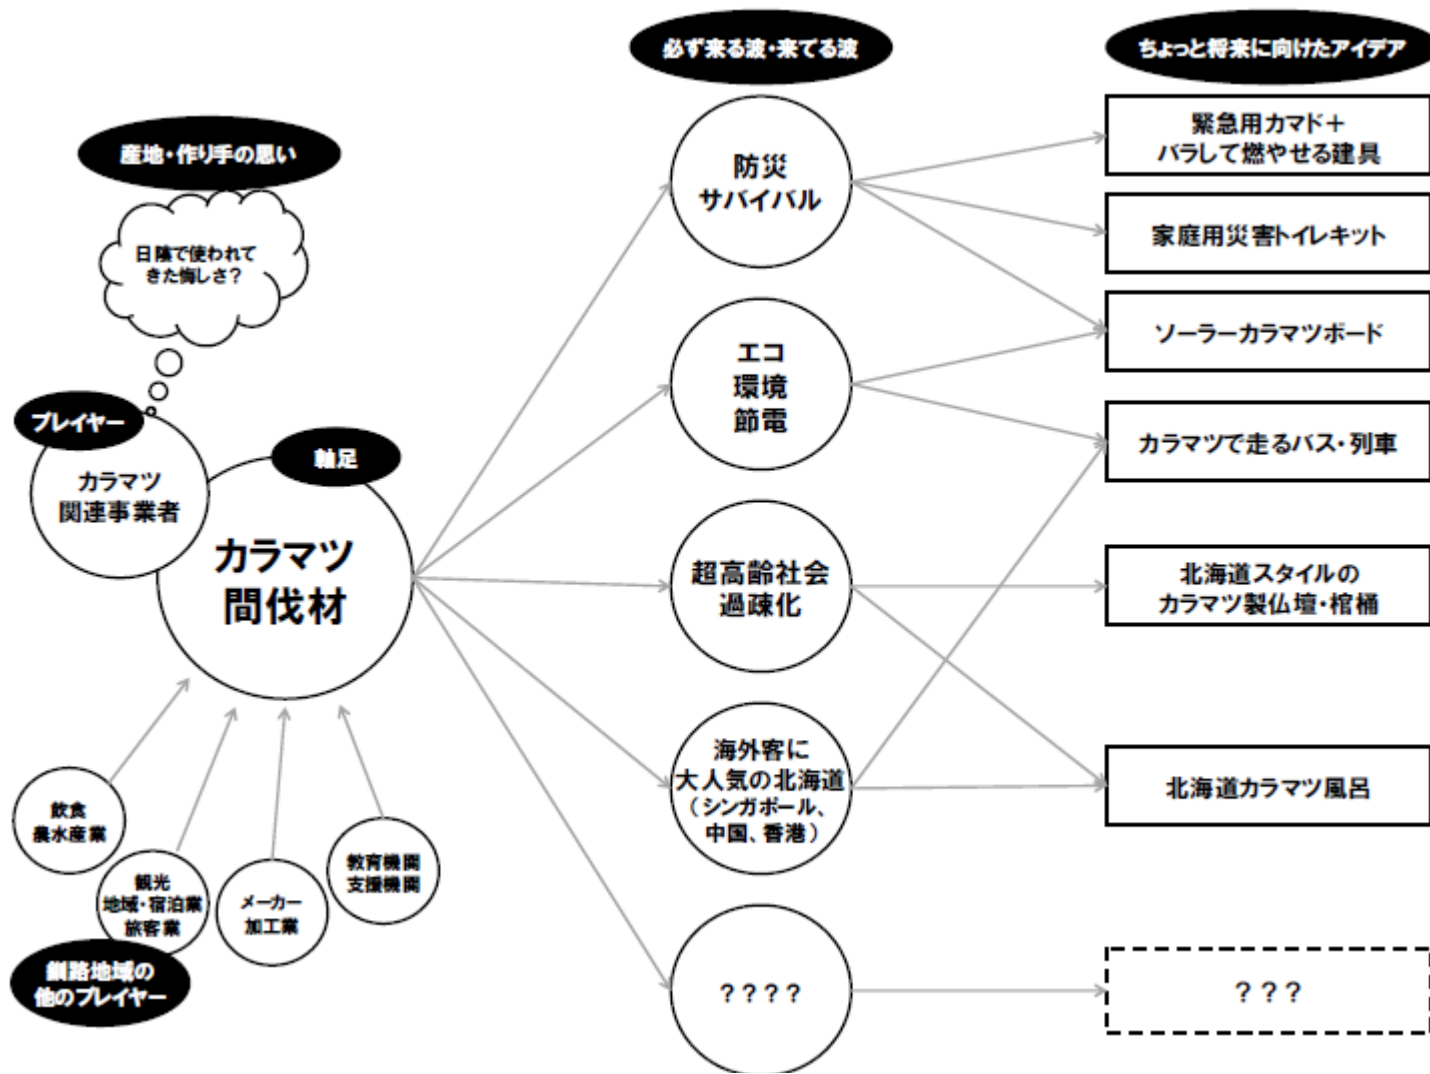 必ず来る波・来てる波
ちょっと将来に向けたアイデア
産地・作り手の思い
日陰で使われて
きた悔しさ？
プレイヤー
カラマツ
関連事業者
軸足
カラマツ
間伐材
飲食
農水産業
観光
地域・宿泊業
旅客業
メーカー
加工業
教育機関
支援機関
釧路地域の
他のプレイヤー
防災
サバイバル
エコ
環境
節電
超高齢社会
過疎化
海外客に
大人気の北海道
（シンガポール、
中国、香港）
？？？？
緊急用カマド＋
バラして燃やせる建具
家庭用災害トイレキット
ソーラーカラマツボード
カラマツで走るバス・列車
北海道スタイルの
カラマツ製仏壇・棺桶
北海道カラマツ風呂
？？？